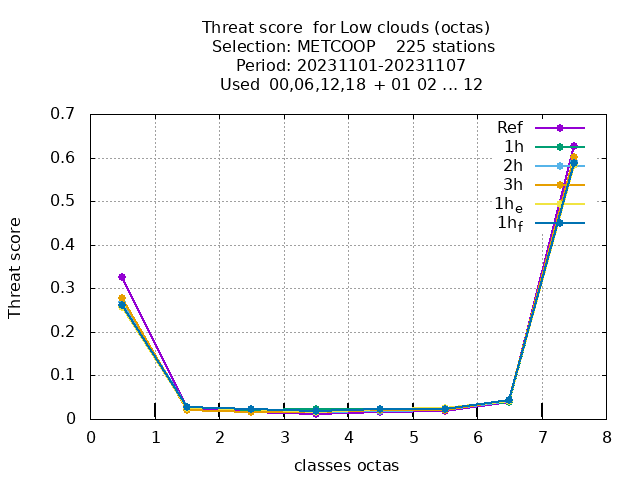 Threat score  for Low clouds (octas)
Selection: METCOOP    225 stations
Period: 20231101-20231107
Used  00,06,12,18  + 01 02 ... 12
Threat score
0.7
0.6
0.5
0.4
0.3
0.2
0.1
0
Ref
1h
2h
3h
1he
1hf
0 1 2 3 4 5 6 7 8
classes octas